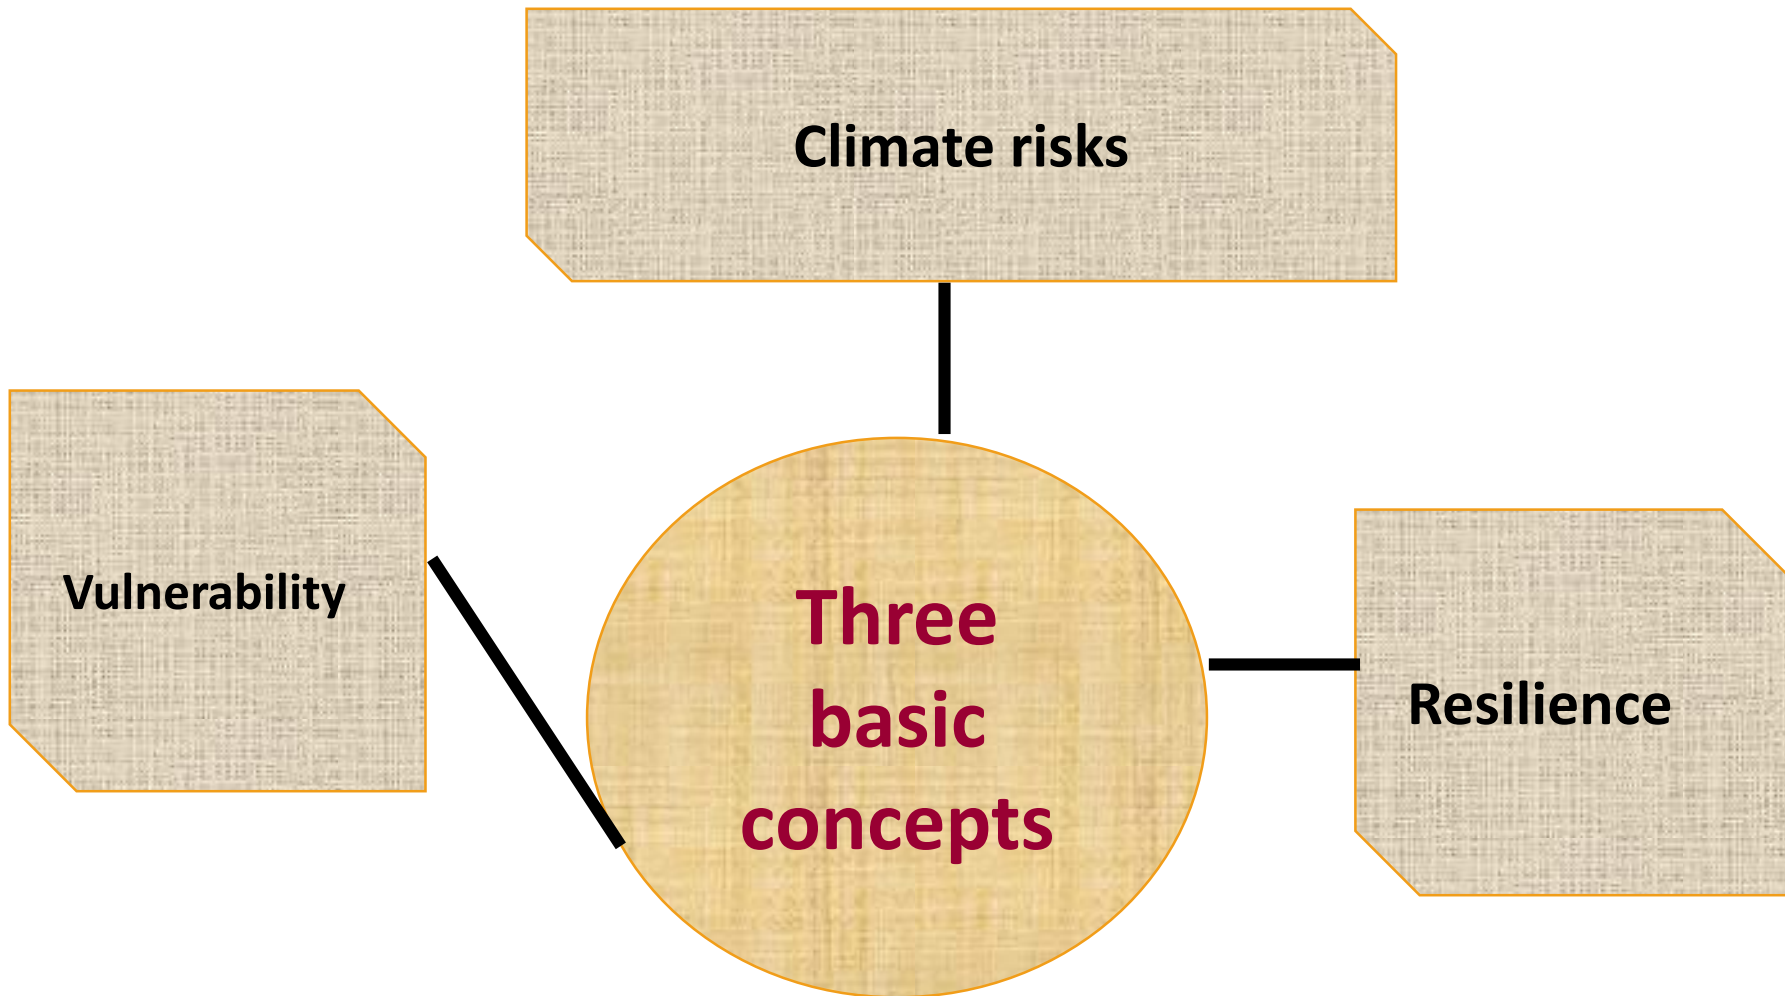 Climate risks
Vulnerability
Three
basic
concepts
Resilience